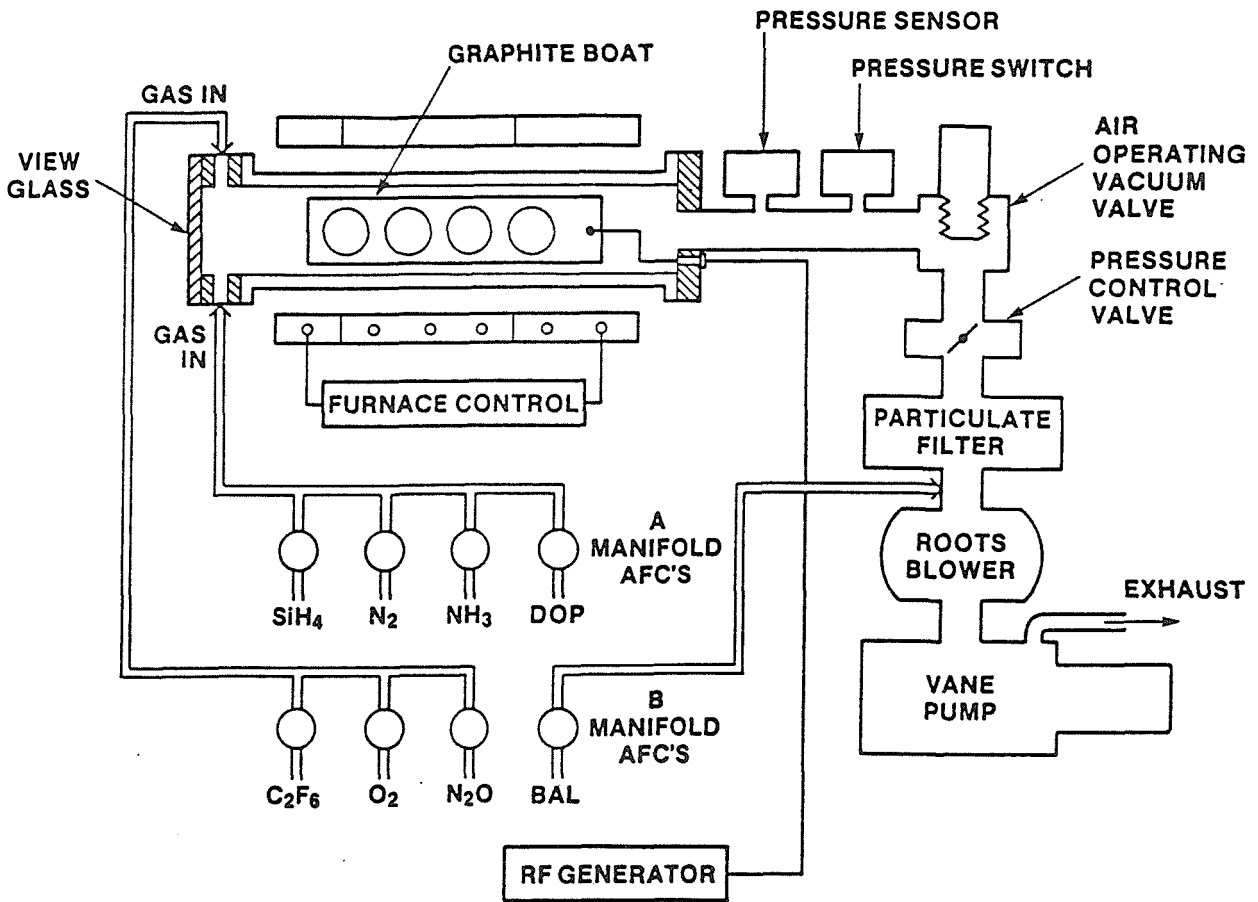 PRESSURE SENSOR
GRAPHITE BOAT
PRESSURE SWITCH
GAS IN
AIR
OPERATING
VACUUM
VALVE
VIEW
GLASS
PRESSURE
CONTROL
VALVE
GAS
IN
FURNACE CONTROL
PARTICULATE
FILTER
A
MANIFOLD
AFC'S
ROOTS
BLOWER
SiH4 N2 NH3 DOP
EXHAUST
VANE
PUMP
B
MANIFOLD
AFC'S
C2F6 O2 N2O BAL
RF GENERATOR